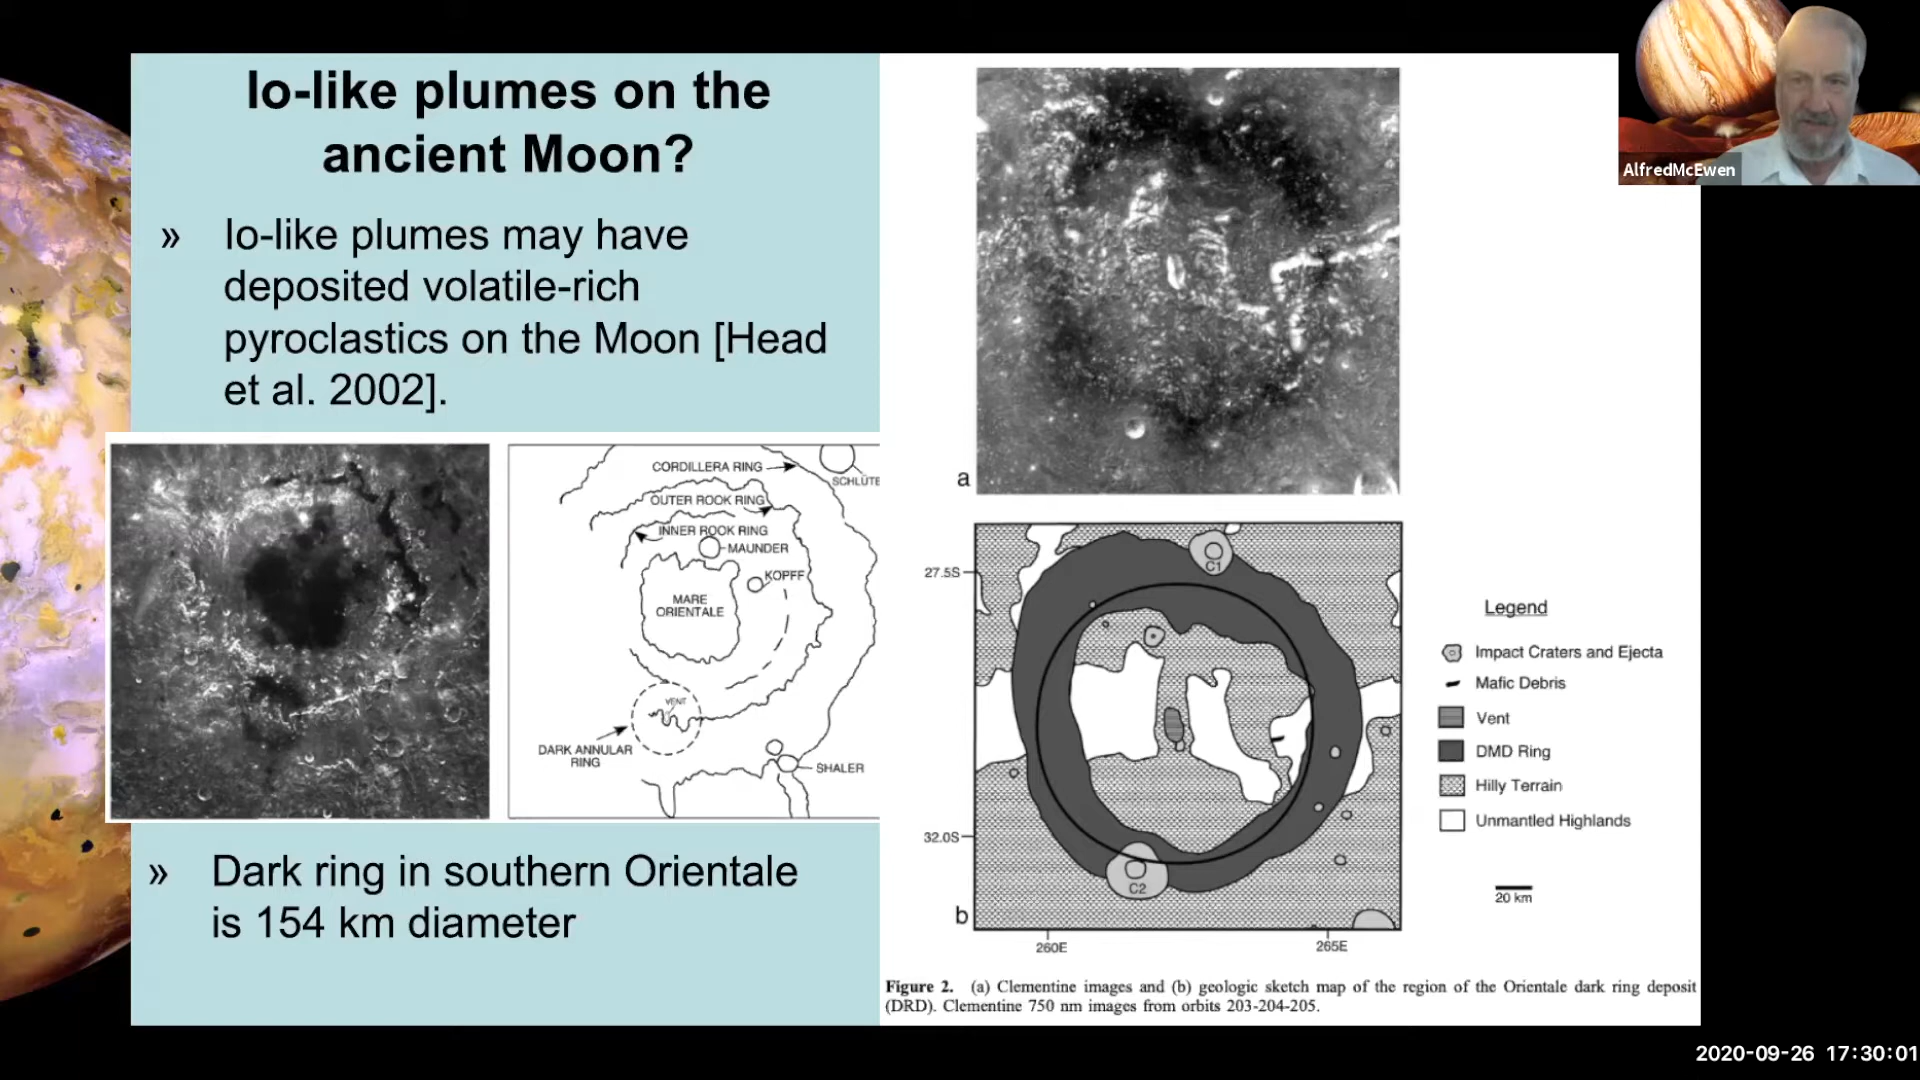 Io-like plumes on the
ancient Moon?
» Io-like plumes may have
deposited volatile-rich
pyroclastics on the Moon [Head
et al. 2002].
CORDILLERA RING
SCHLÜTE
OUTER ROOK RING
INNER ROOK RING
MAUNDER
KOPFF
MARE
ORIENTALE
VENT
DARK ANNULAR
RING
SHALER
» Dark ring in southern Orientale
is 154 km diameter
a
27.5S
32.0S
C1
C2
b
260E
265E
Legend
Impact Craters and Ejecta
Mafic Debris
Vent
DMD Ring
Hilly Terrain
Unmantled Highlands
20 km
Figure 2. (a) Clementine images and (b) geologic sketch map of the region of the Orientale dark ring deposit
(DRD). Clementine 750 nm images from orbits 203-204-205.
AlfredMcEwen
2020-09-26 17:30:01